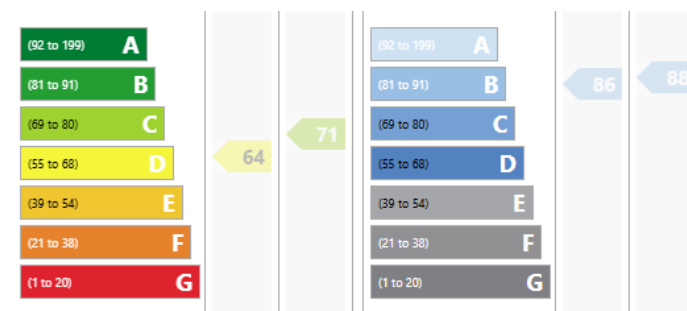 (92 to 199) A
(81 to 91) B
(69 to 80) C
(55 to 68) D
(39 to 54) E
(21 to 38) F
(1 to 20) G
64
71
(92 to 199) A
(81 to 91) B
(69 to 80) C
(55 to 68) D
(39 to 54) E
(21 to 38) F
(1 to 20) G
86
88